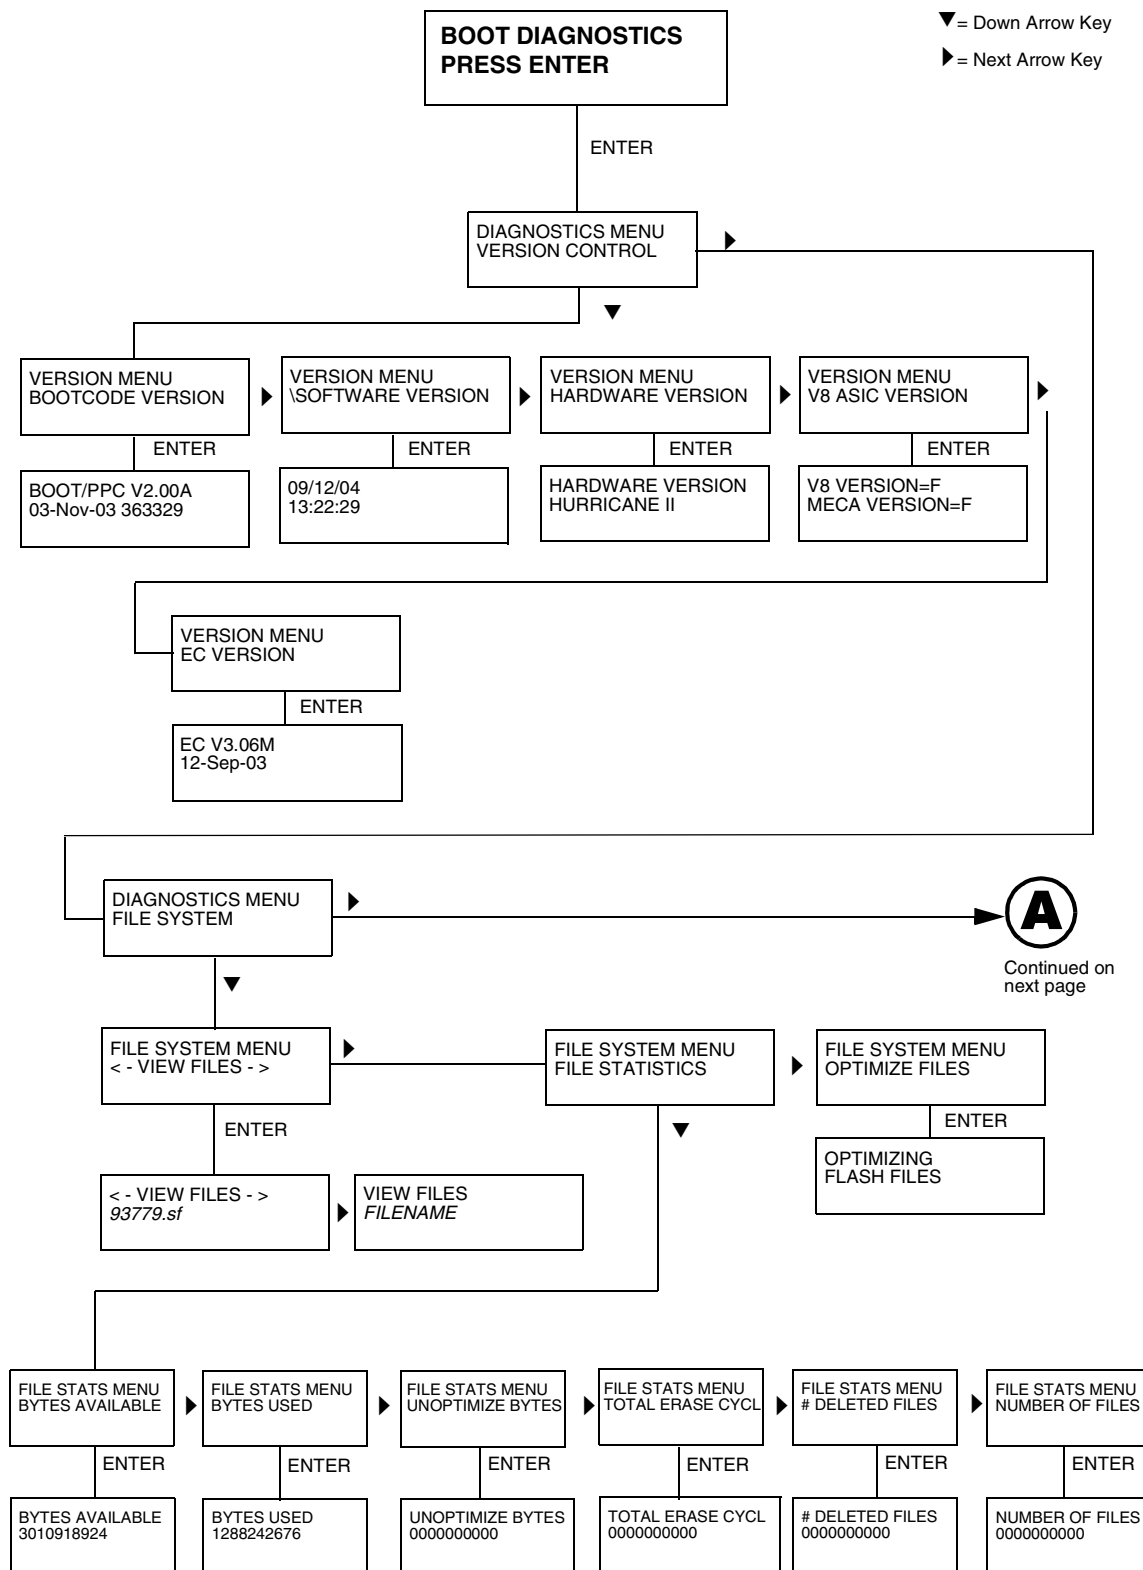 BOOT DIAGNOSTICS
PRESS ENTER
▼= Down Arrow Key
▶= Next Arrow Key
ENTER
DIAGNOSTICS MENU
VERSION CONTROL
VERSION MENU
BOOTCODE VERSION
VERSION MENU
\SOFTWARE VERSION
VERSION MENU
HARDWARE VERSION
VERSION MENU
V8 ASIC VERSION
ENTER
ENTER
ENTER
ENTER
BOOT/PPC V2.00A
03-Nov-03 363329
09/12/04
13:22:29
HARDWARE VERSION
HURRICANE II
V8 VERSION=F
MECA VERSION=F
VERSION MENU
EC VERSION
ENTER
EC V3.06M
12-Sep-03
DIAGNOSTICS MENU
FILE SYSTEM
A
Continued on
next page
FILE SYSTEM MENU
< - VIEW FILES - >
FILE SYSTEM MENU
FILE STATISTICS
FILE SYSTEM MENU
OPTIMIZE FILES
ENTER
ENTER
< - VIEW FILES - >
93779.sf
VIEW FILES
FILENAME
OPTIMIZING
FLASH FILES
FILE STATS MENU
BYTES AVAILABLE
FILE STATS MENU
BYTES USED
FILE STATS MENU
UNOPTIMIZE BYTES
FILE STATS MENU
TOTAL ERASE CYCL
FILE STATS MENU
# DELETED FILES
FILE STATS MENU
NUMBER OF FILES
ENTER
ENTER
ENTER
ENTER
ENTER
ENTER
BYTES AVAILABLE
3010918924
BYTES USED
1288242676
UNOPTIMIZE BYTES
0000000000
TOTAL ERASE CYCL
0000000000
# DELETED FILES
0000000000
NUMBER OF FILES
0000000000